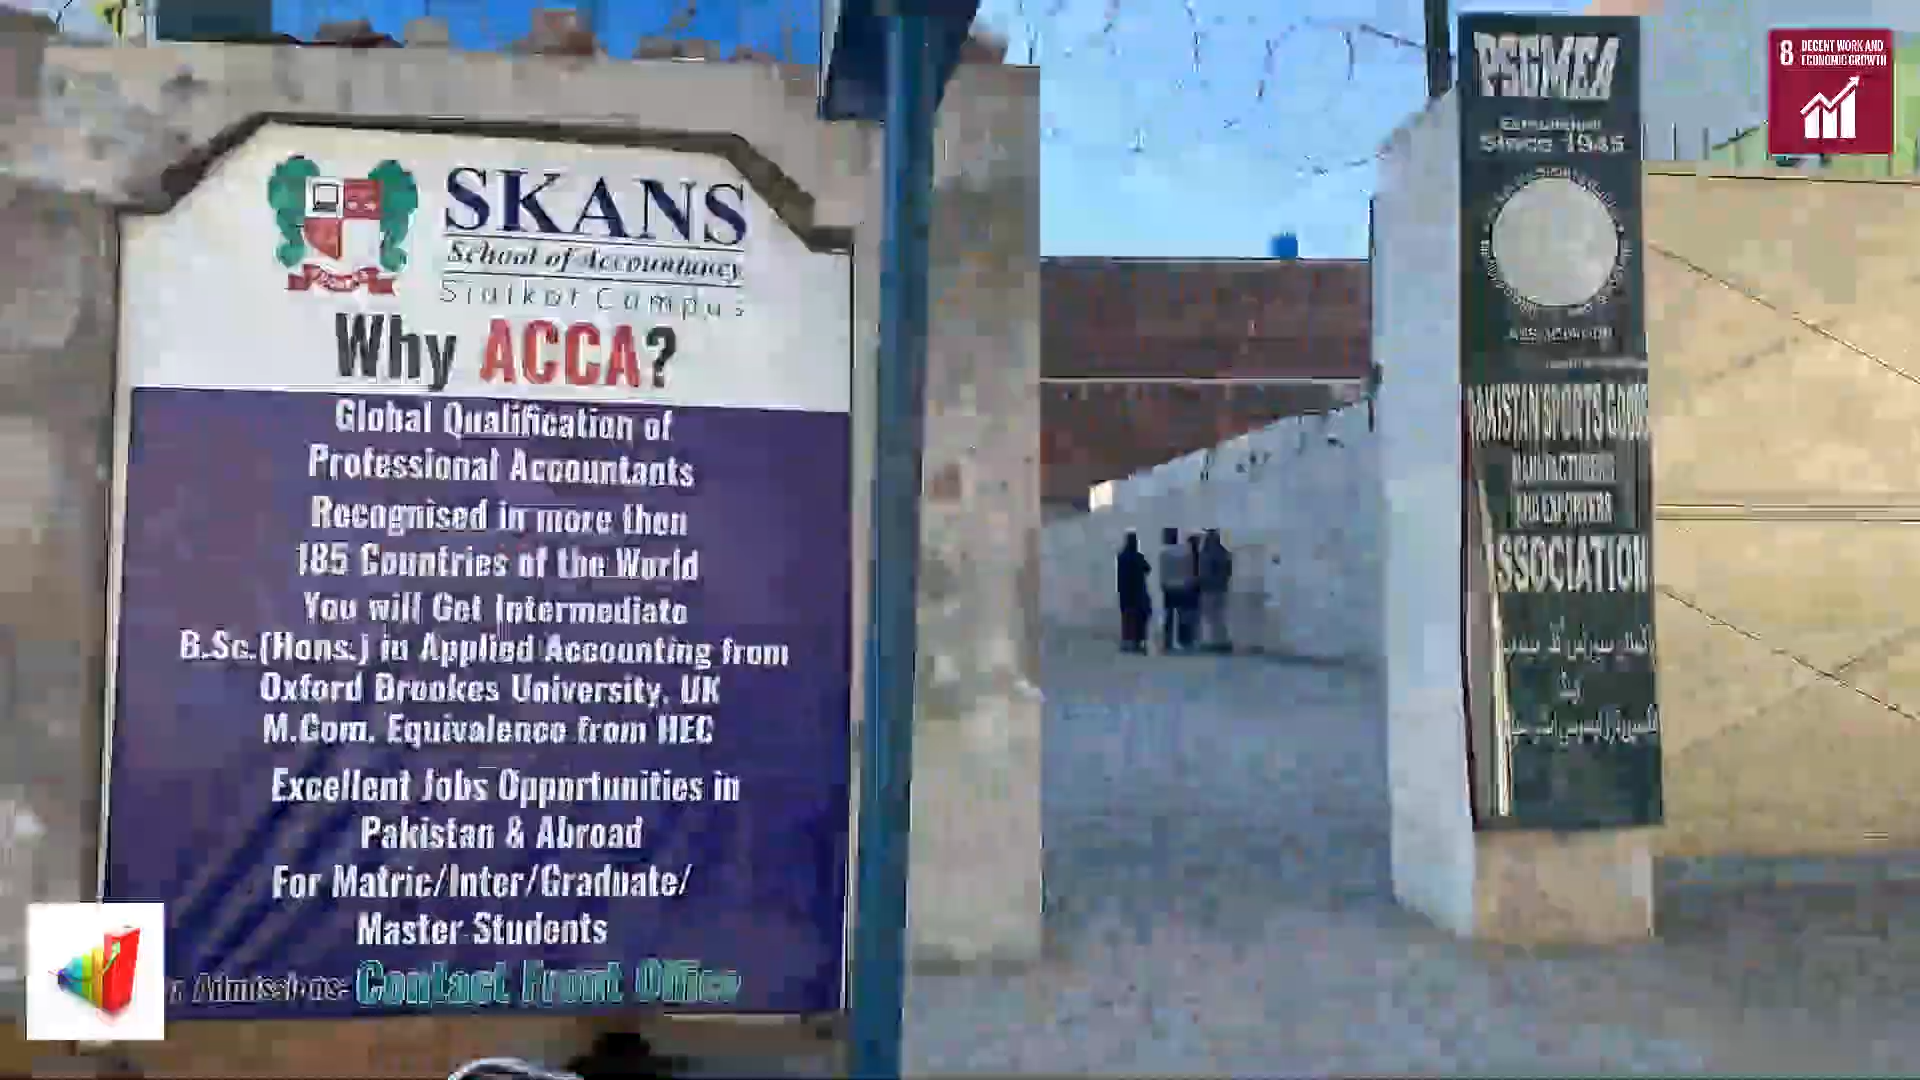 SKANS
School of Accountancy
Sialkot Campus
Why ACCA?
Global Qualification of
Professional Accountants
Recognised in more then
185 Countries of the World
You will Get Intermediate
B.Sc.(Hons.) in Applied Accounting from
Oxford Brookes University, UK
M.Com. Equivalence from HEC
Excellent Jobs Opportunities in
Pakistan & Abroad
For Matric/Inter/Graduate/
Master Students
Admissions: Contact Front Office
PSGMEA
Since 1945
PAKISTAN SPORTS GOODS
MANUFACTURERS
AND EXPORTERS
ASSOCIATION
8 DECENT WORK AND
ECONOMIC GROWTH